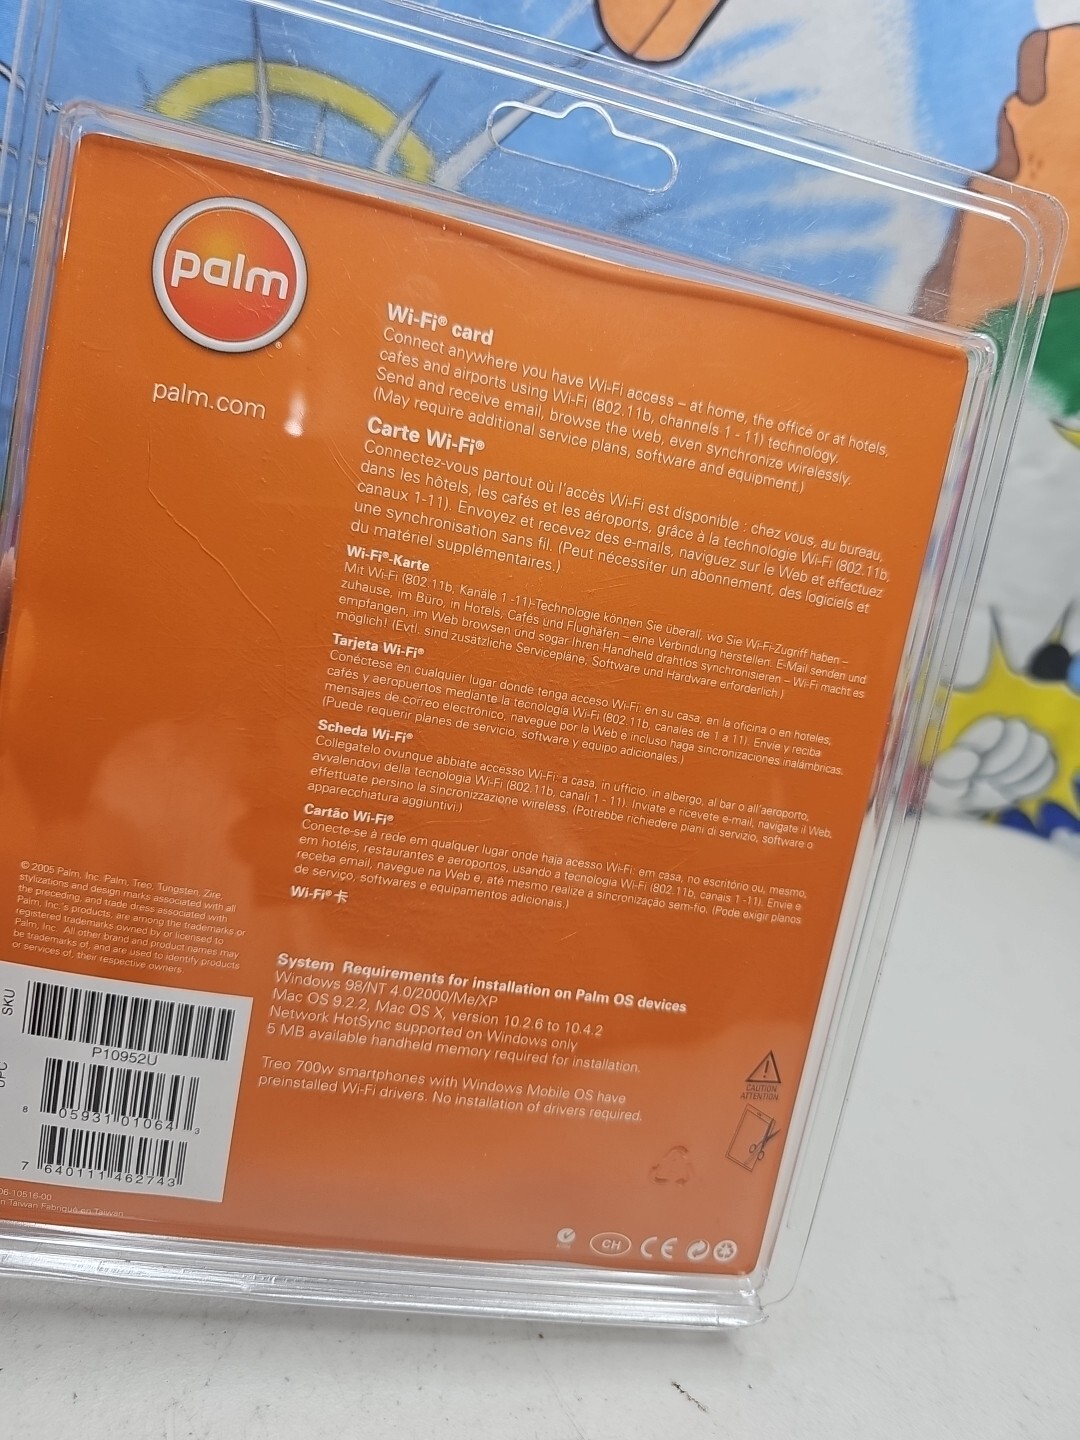 palm
palm.com
Wi-Fi® card
Connect anywhere you have Wi-Fi access – at home, the office or at hotels,
cafes and airports using Wi-Fi (802.11b, channels 1 - 11) technology.
Send and receive email, browse the web, even synchronize wirelessly.
(May require additional service plans, software and equipment.)
Carte Wi-Fi®
Connectez-vous partout où l'accès Wi-Fi est disponible : chez vous, au bureau,
dans les hôtels, les cafés et les aéroports, grâce à la technologie Wi-Fi (802.11b,
canaux 1-11). Envoyez et recevez des e-mails, naviguez sur le Web et effectuez
une synchronisation sans fil. (Peut nécessiter un abonnement, des logiciels et
du matériel supplémentaires.)
Wi-Fi®-Karte
Mit Wi-Fi (802.11b, Kanäle 1 -11)-Technologie können Sie überall, wo Sie Wi-Fi-Zugriff haben –
zuhause, im Büro, in Hotels, Cafés und Flughäfen – eine Verbindung herstellen. E-Mail senden und
empfangen, im Web browsen und sogar Ihren Handheld drahtlos synchronisieren – Wi-Fi macht es
möglich! (Evtl. sind zusätzliche Servicepläne, Software und Hardware erforderlich.)
Tarjeta Wi-Fi®
Conéctese en cualquier lugar donde tenga acceso Wi-Fi: en su casa, en la oficina o en hoteles,
cafés y aeropuertos mediante la tecnología Wi-Fi (802.11b, canales de 1 a 11). Envíe y reciba
mensajes de correo electrónico, navegue por la Web e incluso haga sincronizaciones inalámbricas.
(Puede requerir planes de servicio, software y equipo adicionales.)
Scheda Wi-Fi®
Collegatelo ovunque abbiate accesso Wi-Fi: a casa, in ufficio, in albergo, al bar o all'aeroporto,
avvalendovi della tecnologia Wi-Fi (802.11b, canali 1 - 11). Inviate e ricevete e-mail, navigate il Web,
effettuate persino la sincronizzazione wireless. (Potrebbe richiedere piani di servizio, software o
apparecchiatura aggiuntivi.)
Cartão Wi-Fi®
Conecte-se à rede em qualquer lugar onde haja acesso Wi-Fi: em casa, no escritório ou, mesmo,
em hotéis, restaurantes e aeroportos, usando a tecnologia Wi-Fi (802.11b, canais 1 -11). Envie e
receba email, navegue na Web e, até mesmo realize a sincronização sem-fio. (Pode exigir planos
de serviço, softwares e equipamentos adicionais.)
Wi-Fi® 卡
© 2005 Palm, Inc. Palm, Treo, Tungsten, Zire,
stylizations and design marks associated with all
the preceding, and trade dress associated with
Palm, Inc.'s products, are among the trademarks or
registered trademarks owned by or licensed to
Palm, Inc. All other brand and product names may
be trademarks of, and are used to identify products
or services of, their respective owners.
System Requirements for installation on Palm OS devices
Windows 98/NT 4.0/2000/Me/XP
Mac OS 9.2.2, Mac OS X, version 10.2.6 to 10.4.2
Network HotSync supported on Windows only
5 MB available handheld memory required for installation.
Treo 700w smartphones with Windows Mobile OS have
preinstalled Wi-Fi drivers. No installation of drivers required.
SKU
P10952U
UPC
8 05931 01064 3
7 640111 462743
06-10516-00
n Taiwan Fabriqué en Taiwan
CAUTION
ATTENTION
CH
CE